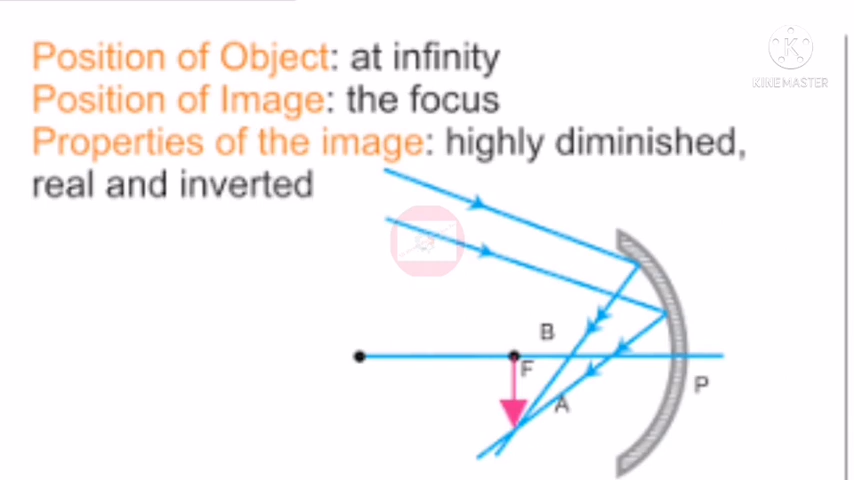 Position of Object: at infinity
Position of Image: the focus
Properties of the image: highly diminished,
real and inverted
KINEMASTER
B
F
A
P